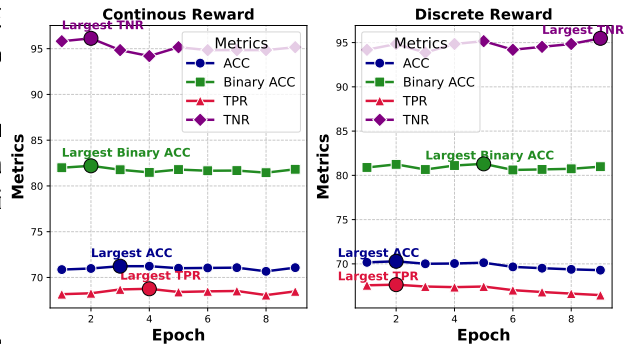 Continous Reward
Largest TNR
Metrics
ACC
Binary ACC
TPR
TNR
Largest Binary ACC
Largest ACC
Largest TPR
95
90
85
80
75
70
2
4
6
8
Metrics
Epoch
Discrete Reward
Largest TNR
Metrics
ACC
Binary ACC
TPR
TNR
Largest Binary ACC
Largest ACC
Largest TPR
95
90
85
80
75
70
2
4
6
8
Metrics
Epoch